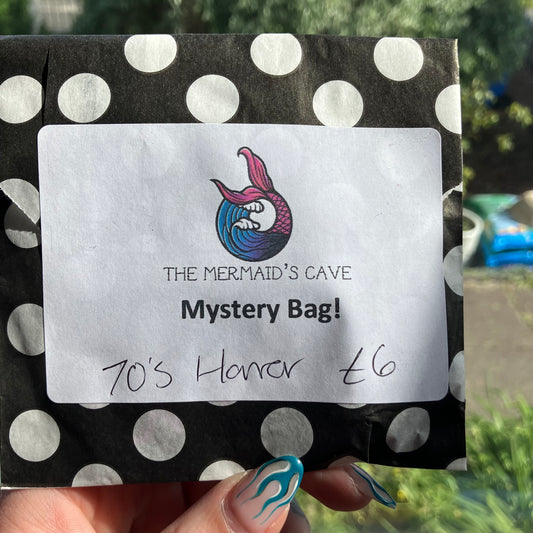 THE MERMAID'S CAVE
Mystery Bag!
70's Horror £6